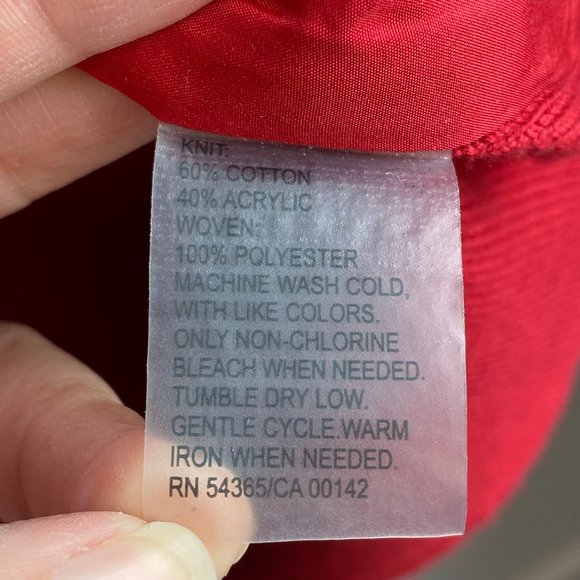 KNIT:
60% COTTON
40% ACRYLIC
WOVEN:
100% POLYESTER
MACHINE WASH COLD,
WITH LIKE COLORS.
ONLY NON-CHLORINE
BLEACH WHEN NEEDED.
TUMBLE DRY LOW.
GENTLE CYCLE.WARM
IRON WHEN NEEDED.
RN 54365/CA 00142